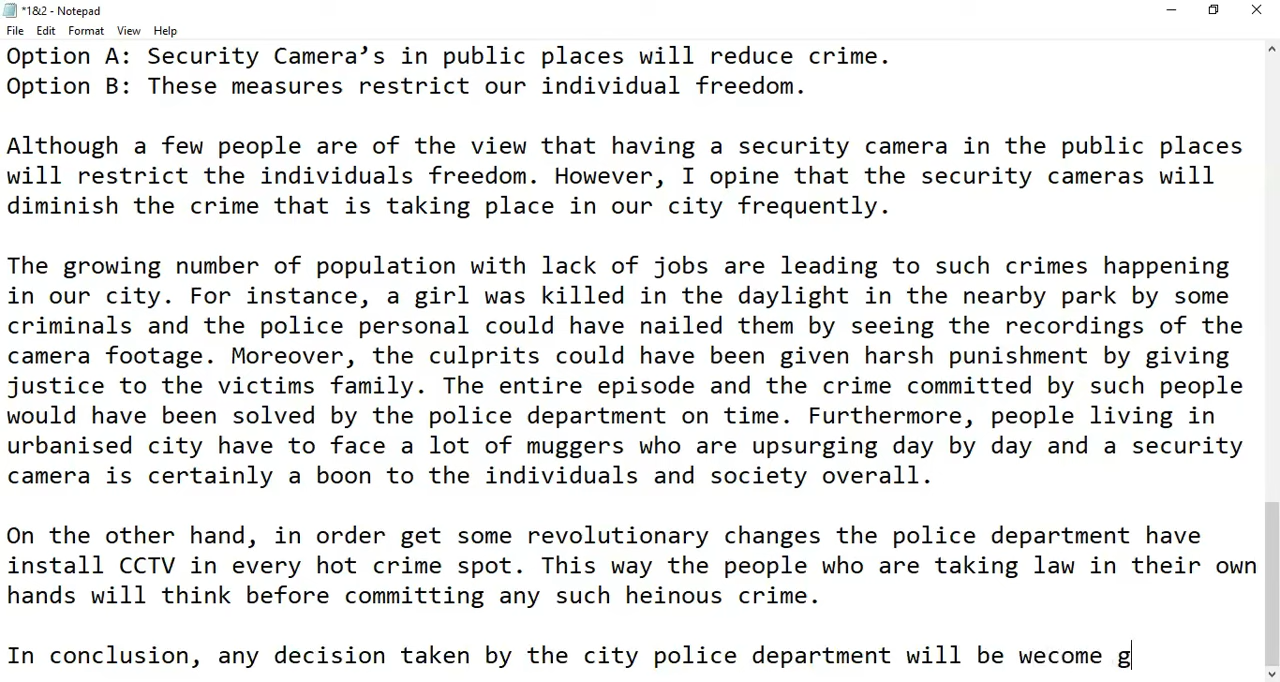 *1&2 - Notepad
File Edit Format View Help
Option A: Security Camera’s in public places will reduce crime.
Option B: These measures restrict our individual freedom.
Although a few people are of the view that having a security camera in the public places
will restrict the individuals freedom. However, I opine that the security cameras will
diminish the crime that is taking place in our city frequently.
The growing number of population with lack of jobs are leading to such crimes happening
in our city. For instance, a girl was killed in the daylight in the nearby park by some
criminals and the police personal could have nailed them by seeing the recordings of the
camera footage. Moreover, the culprits could have been given harsh punishment by giving
justice to the victims family. The entire episode and the crime committed by such people
would have been solved by the police department on time. Furthermore, people living in
urbanised city have to face a lot of muggers who are upsurging day by day and a security
camera is certainly a boon to the individuals and society overall.
On the other hand, in order get some revolutionary changes the police department have
install CCTV in every hot crime spot. This way the people who are taking law in their own
hands will think before committing any such heinous crime.
In conclusion, any decision taken by the city police department will be wecome g